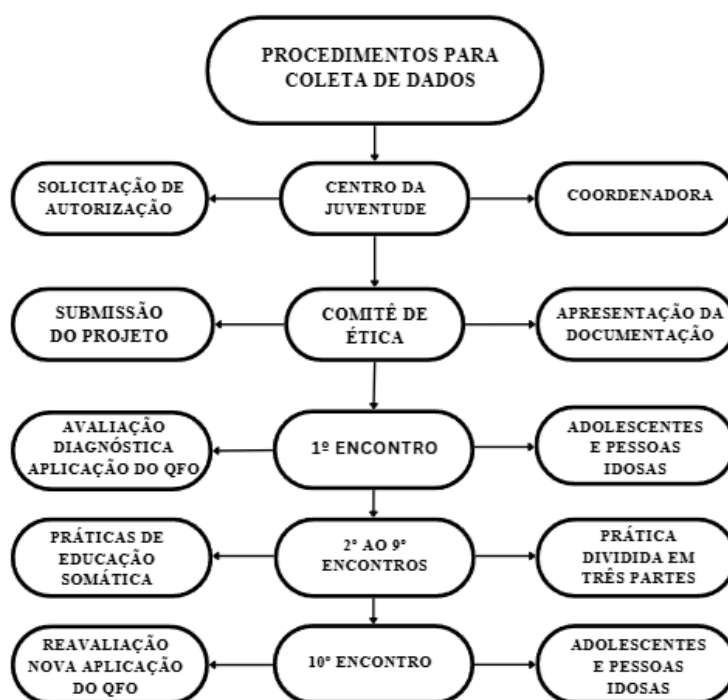 PROCEDIMENTOS PARA
COLETA DE DADOS
SOLICITAÇÃO DE
AUTORIZAÇÃO
CENTRO DA
JUVENTUDE
COORDENADORA
SUBMISSÃO
DO PROJETO
COMITÊ DE
ÉTICA
APRESENTAÇÃO DA
DOCUMENTAÇÃO
AVALIAÇÃO
DIAGNÓSTICA
APLICAÇÃO DO QFO
1º ENCONTRO
ADOLESCENTES
E PESSOAS
IDOSAS
PRÁTICAS DE
EDUCAÇÃO
SOMÁTICA
2º AO 9º
ENCONTROS
PRÁTICA
DIVIDIDA EM
TRÊS PARTES
REAVALIAÇÃO
NOVA APLICAÇÃO
DO QFO
10º ENCONTRO
ADOLESCENTES
E PESSOAS
IDOSAS